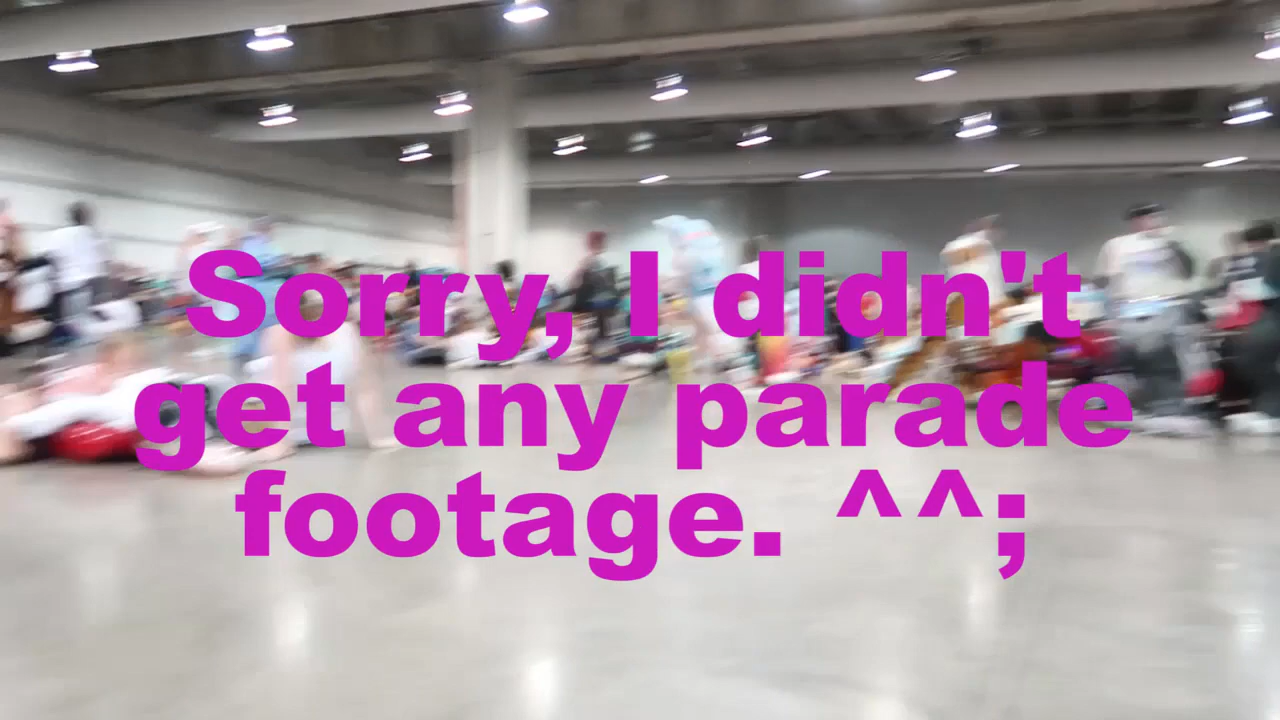 Sorry, I didn't
get any parade
footage. ^^;